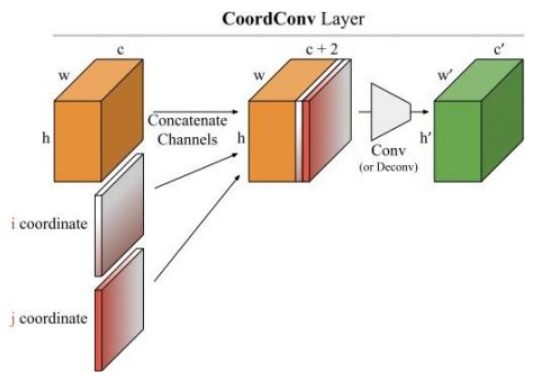 CoordConv Layer
c
w
h
Concatenate
Channels
i coordinate
j coordinate
c + 2
w
h
Conv
(or Deconv)
c′
w′
h′